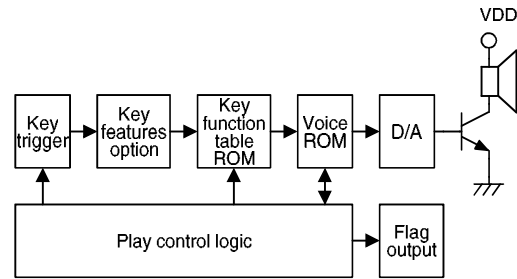 VDD
Key
trigger
Key
features
option
Key
function
table
ROM
Voice
ROM
D/A
Play control logic
Flag
output